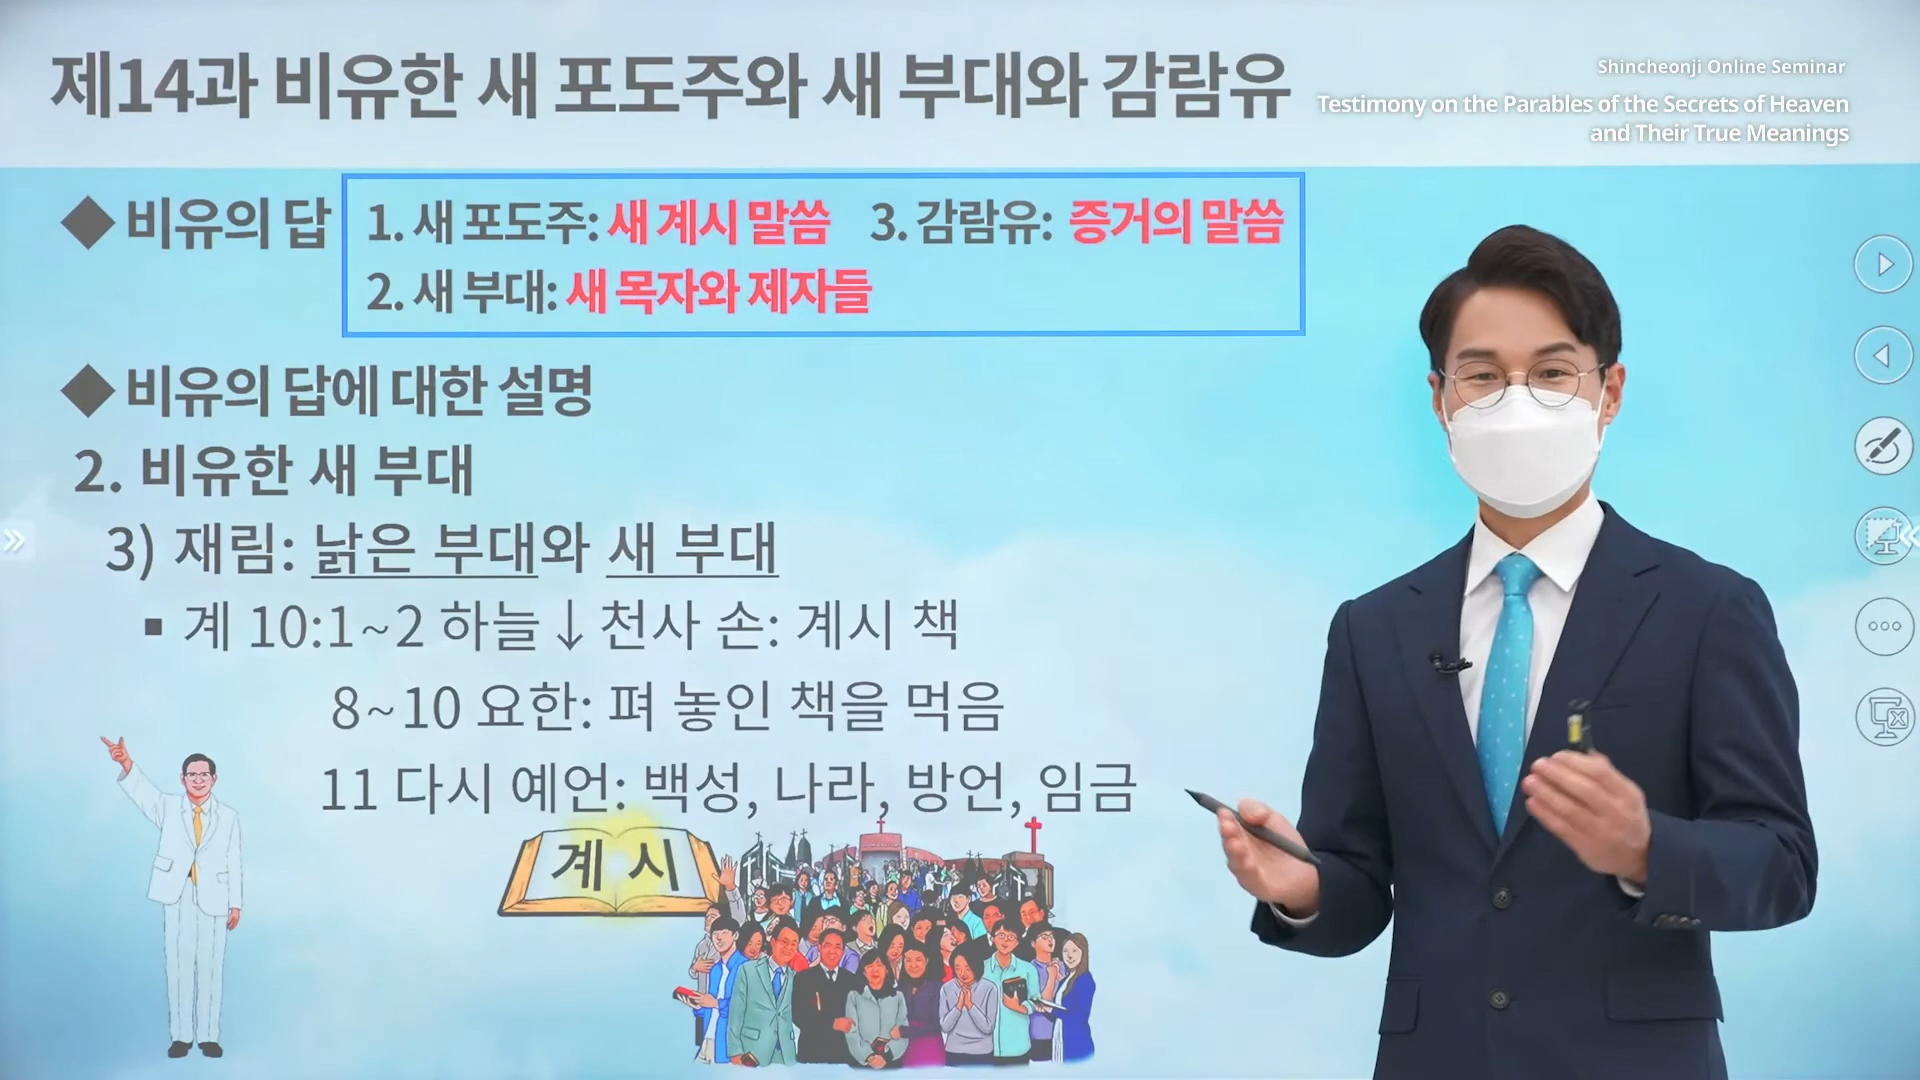 제14과 비유한 새 포도주와 새 부대와 감람유
Shincheonji Online Seminar
Testimony on the Parables of the Secrets of Heaven
and Their True Meanings
◆비유의 답
1. 새 포도주: 새 계시 말씀 3. 감람유: 증거의 말씀
2. 새 부대: 새 목자와 제자들
◆비유의 답에 대한 설명
2. 비유한 새 부대
3) 재림: 낡은 부대와 새 부대
▪ 계 10:1~2 하늘↓천사 손: 계시 책
8~10 요한: 펴 놓인 책을 먹음
11 다시 예언: 백성, 나라, 방언, 임금
계 시